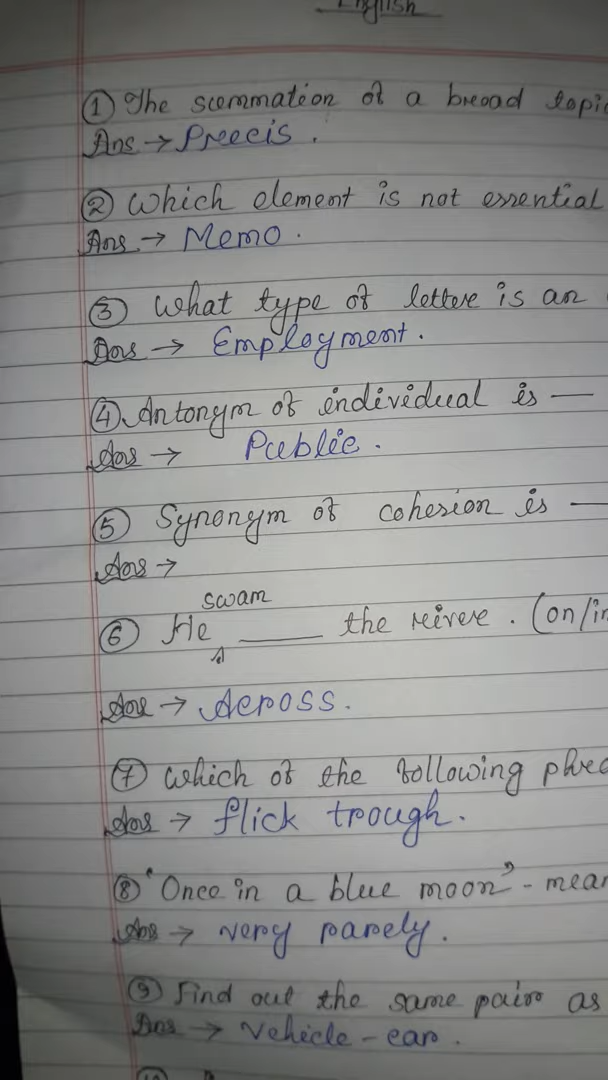 English
① The summation of a broad topic
Ans → Precis.
② Which element is not essential
Ans → Memo.
③ What type of letter is an
Ans → Employment.
④ Antonym of individual is —
Ans → Public.
⑤ Synonym of cohesion is —
Ans →
swam
⑥ He ____ the river. (on/in
Ans → Across.
⑦ Which of the following
Ans → flick trough.
⑧ "Once in a blue moon" - mean
Ans → very rarely.
⑨ Find out the same pair as
Ans → Vehicle - car.